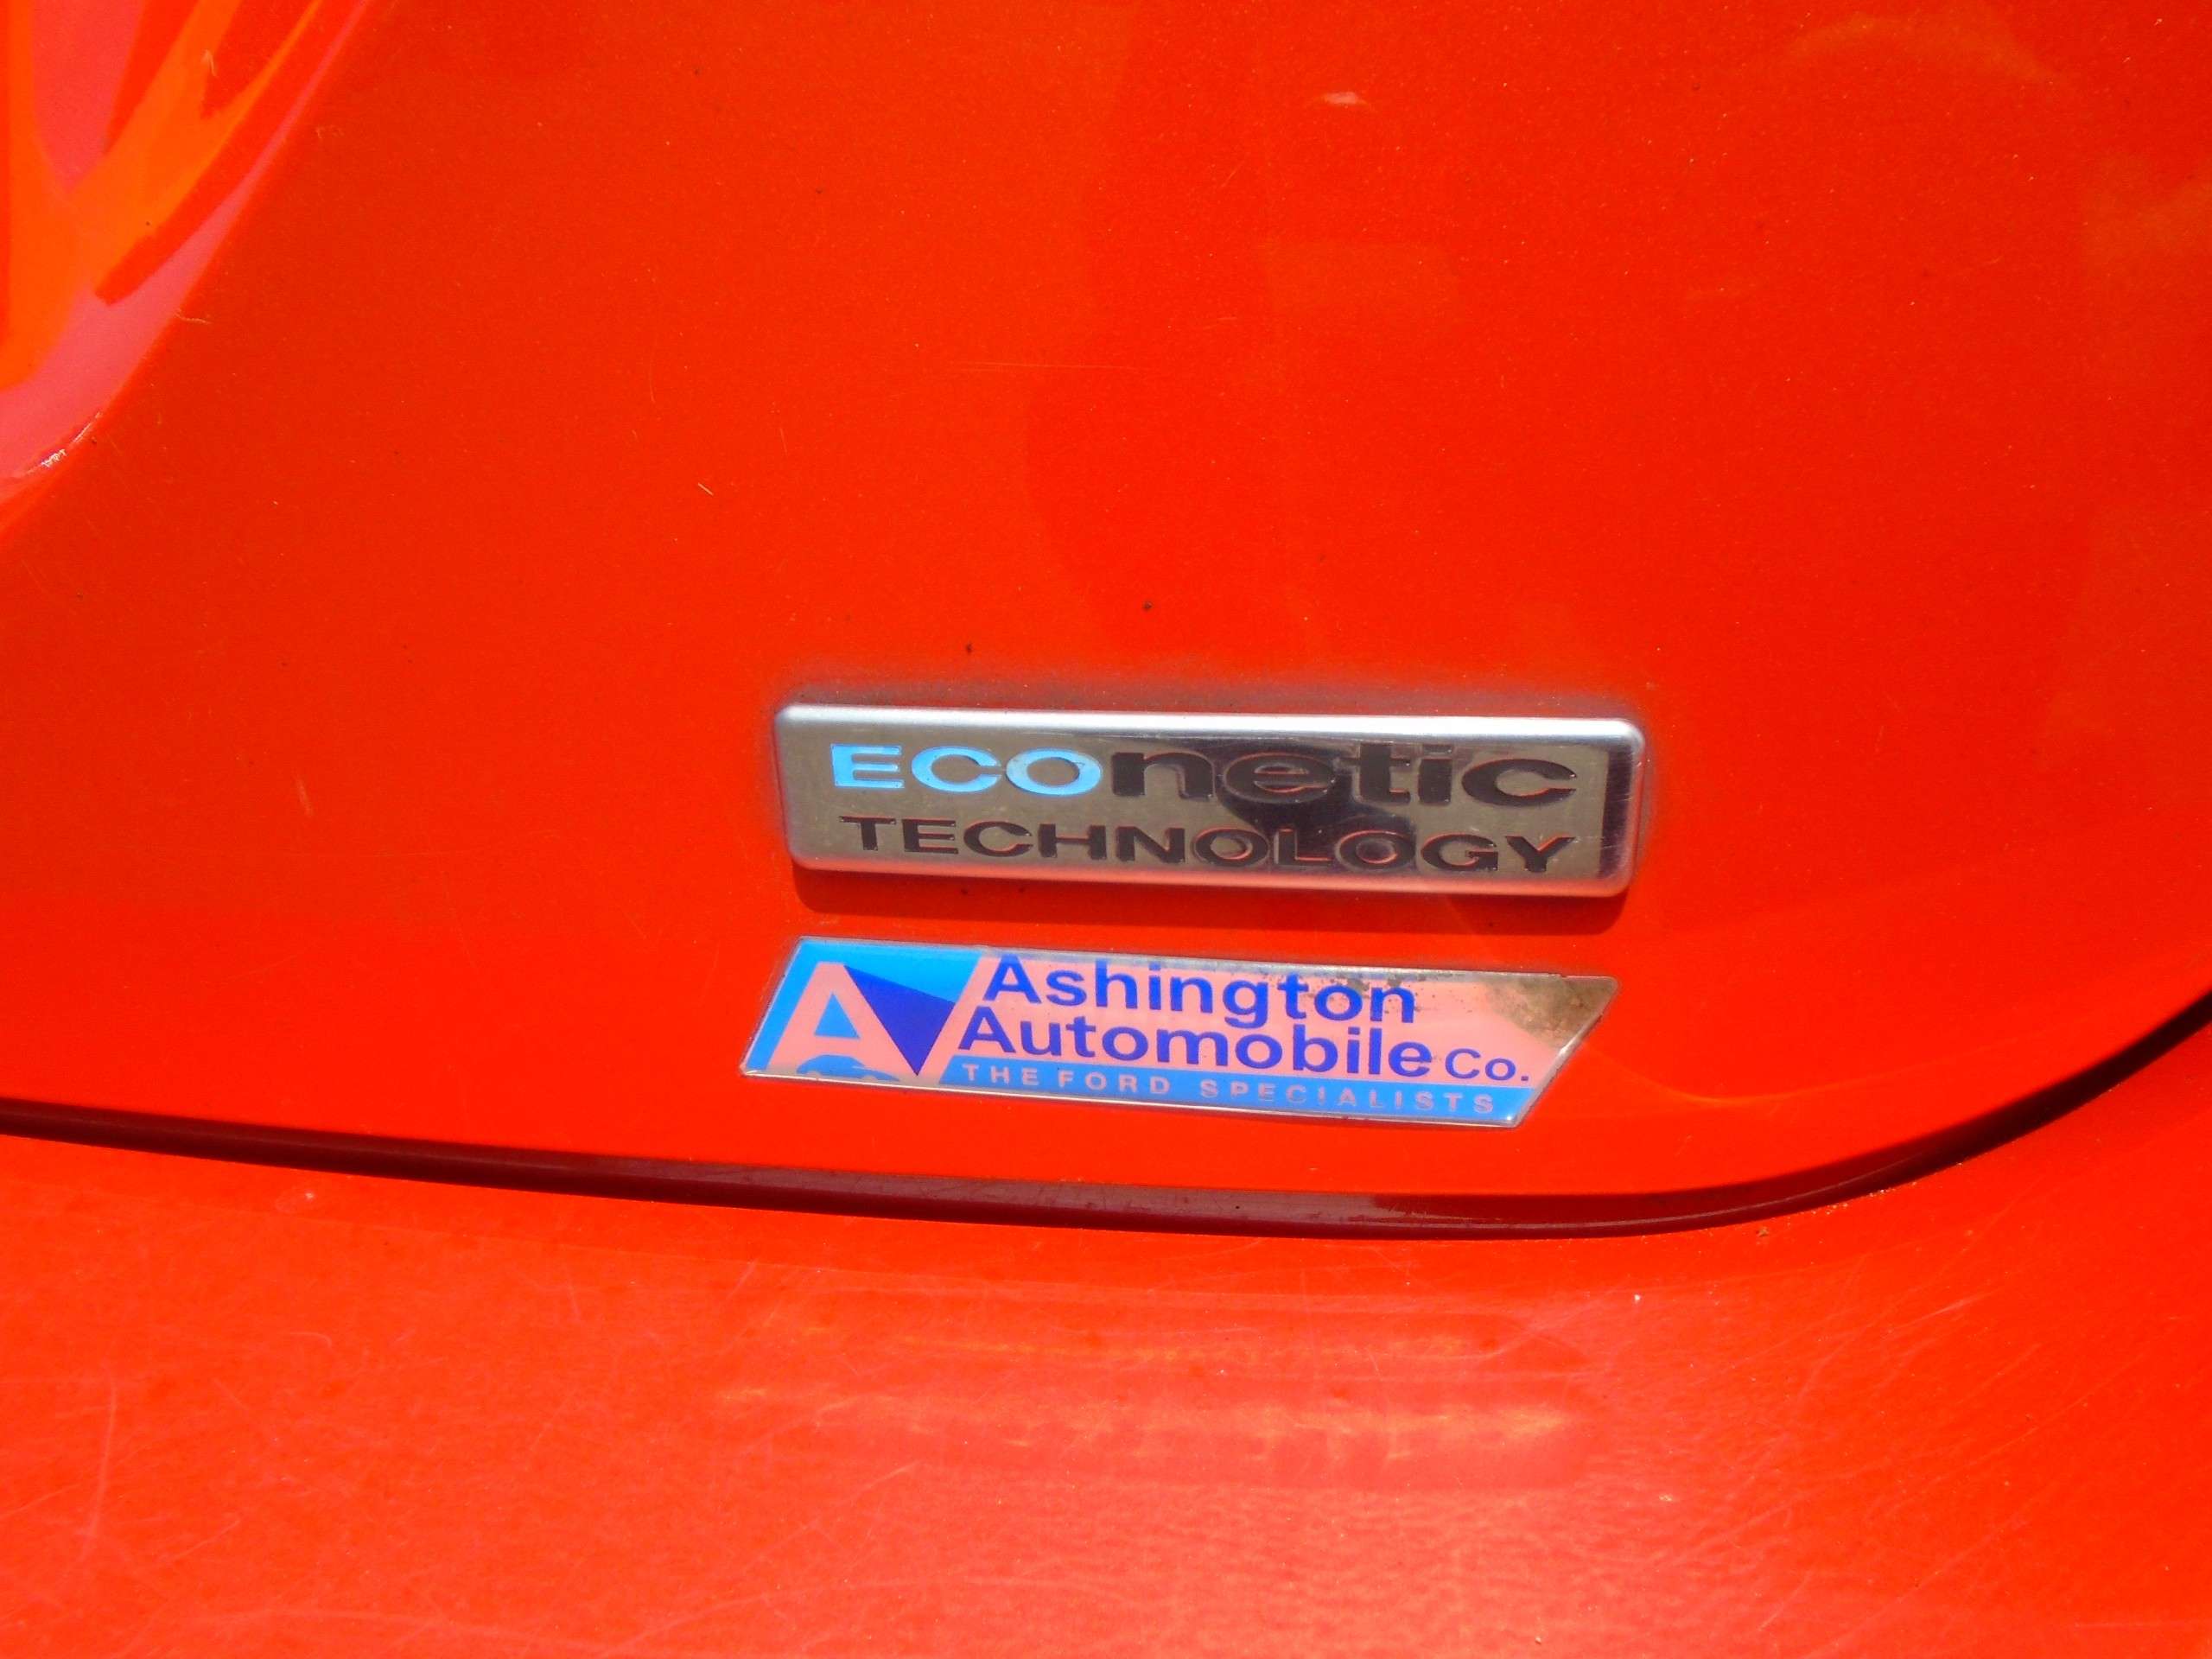 ECOnetic
TECHNOLOGY
A Ashington
Automobile Co.
THE FORD SPECIALISTS